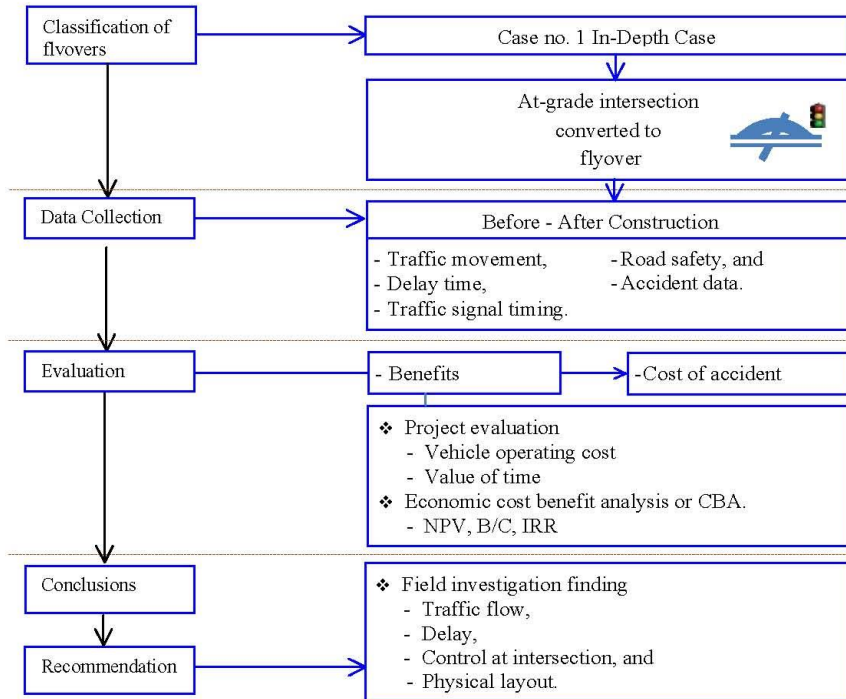 Classification of
flvovers
Case no. 1 In-Depth Case
At-grade intersection
converted to
flyover
Data Collection
Before - After Construction
- Traffic movement,
- Delay time,
- Traffic signal timing.
- Road safety, and
- Accident data.
Evaluation
- Benefits
- Cost of accident
❖ Project evaluation
- Vehicle operating cost
- Value of time
❖ Economic cost benefit analysis or CBA.
- NPV, B/C, IRR
Conclusions
Recommendation
❖ Field investigation finding
- Traffic flow,
- Delay,
- Control at intersection, and
- Physical layout.